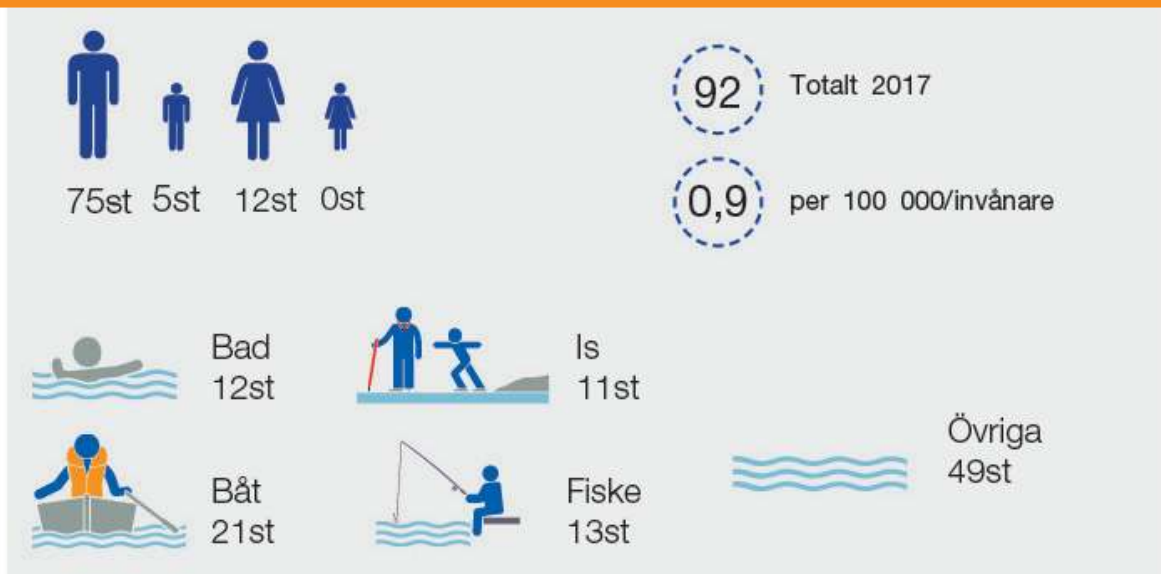 75st 5st 12st 0st
92 Totalt 2017
0,9 per 100 000/invånare
Bad
12st
Is
11st
Båt
21st
Fiske
13st
Övriga
49st